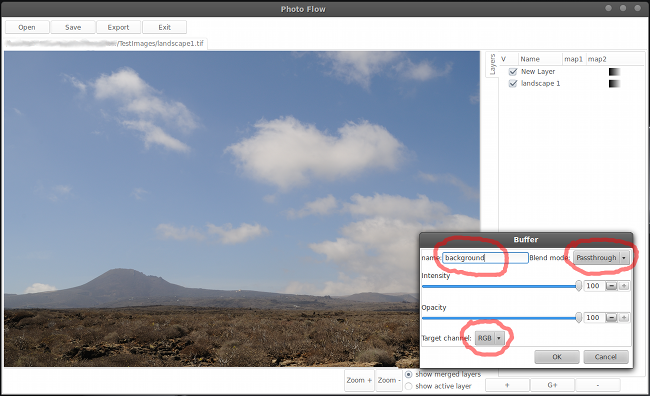 Photo Flow
Open Save Export Exit
/TestImages/landscape1.tif
Layers
V Name map1 map2
New Layer
landscape 1
Buffer
name: background Blend mode: Passthrough
Intensity
100
Opacity
100
Target channel: RGB
OK Cancel
Zoom + Zoom -
show merged layers
show active layer
+ G+ -